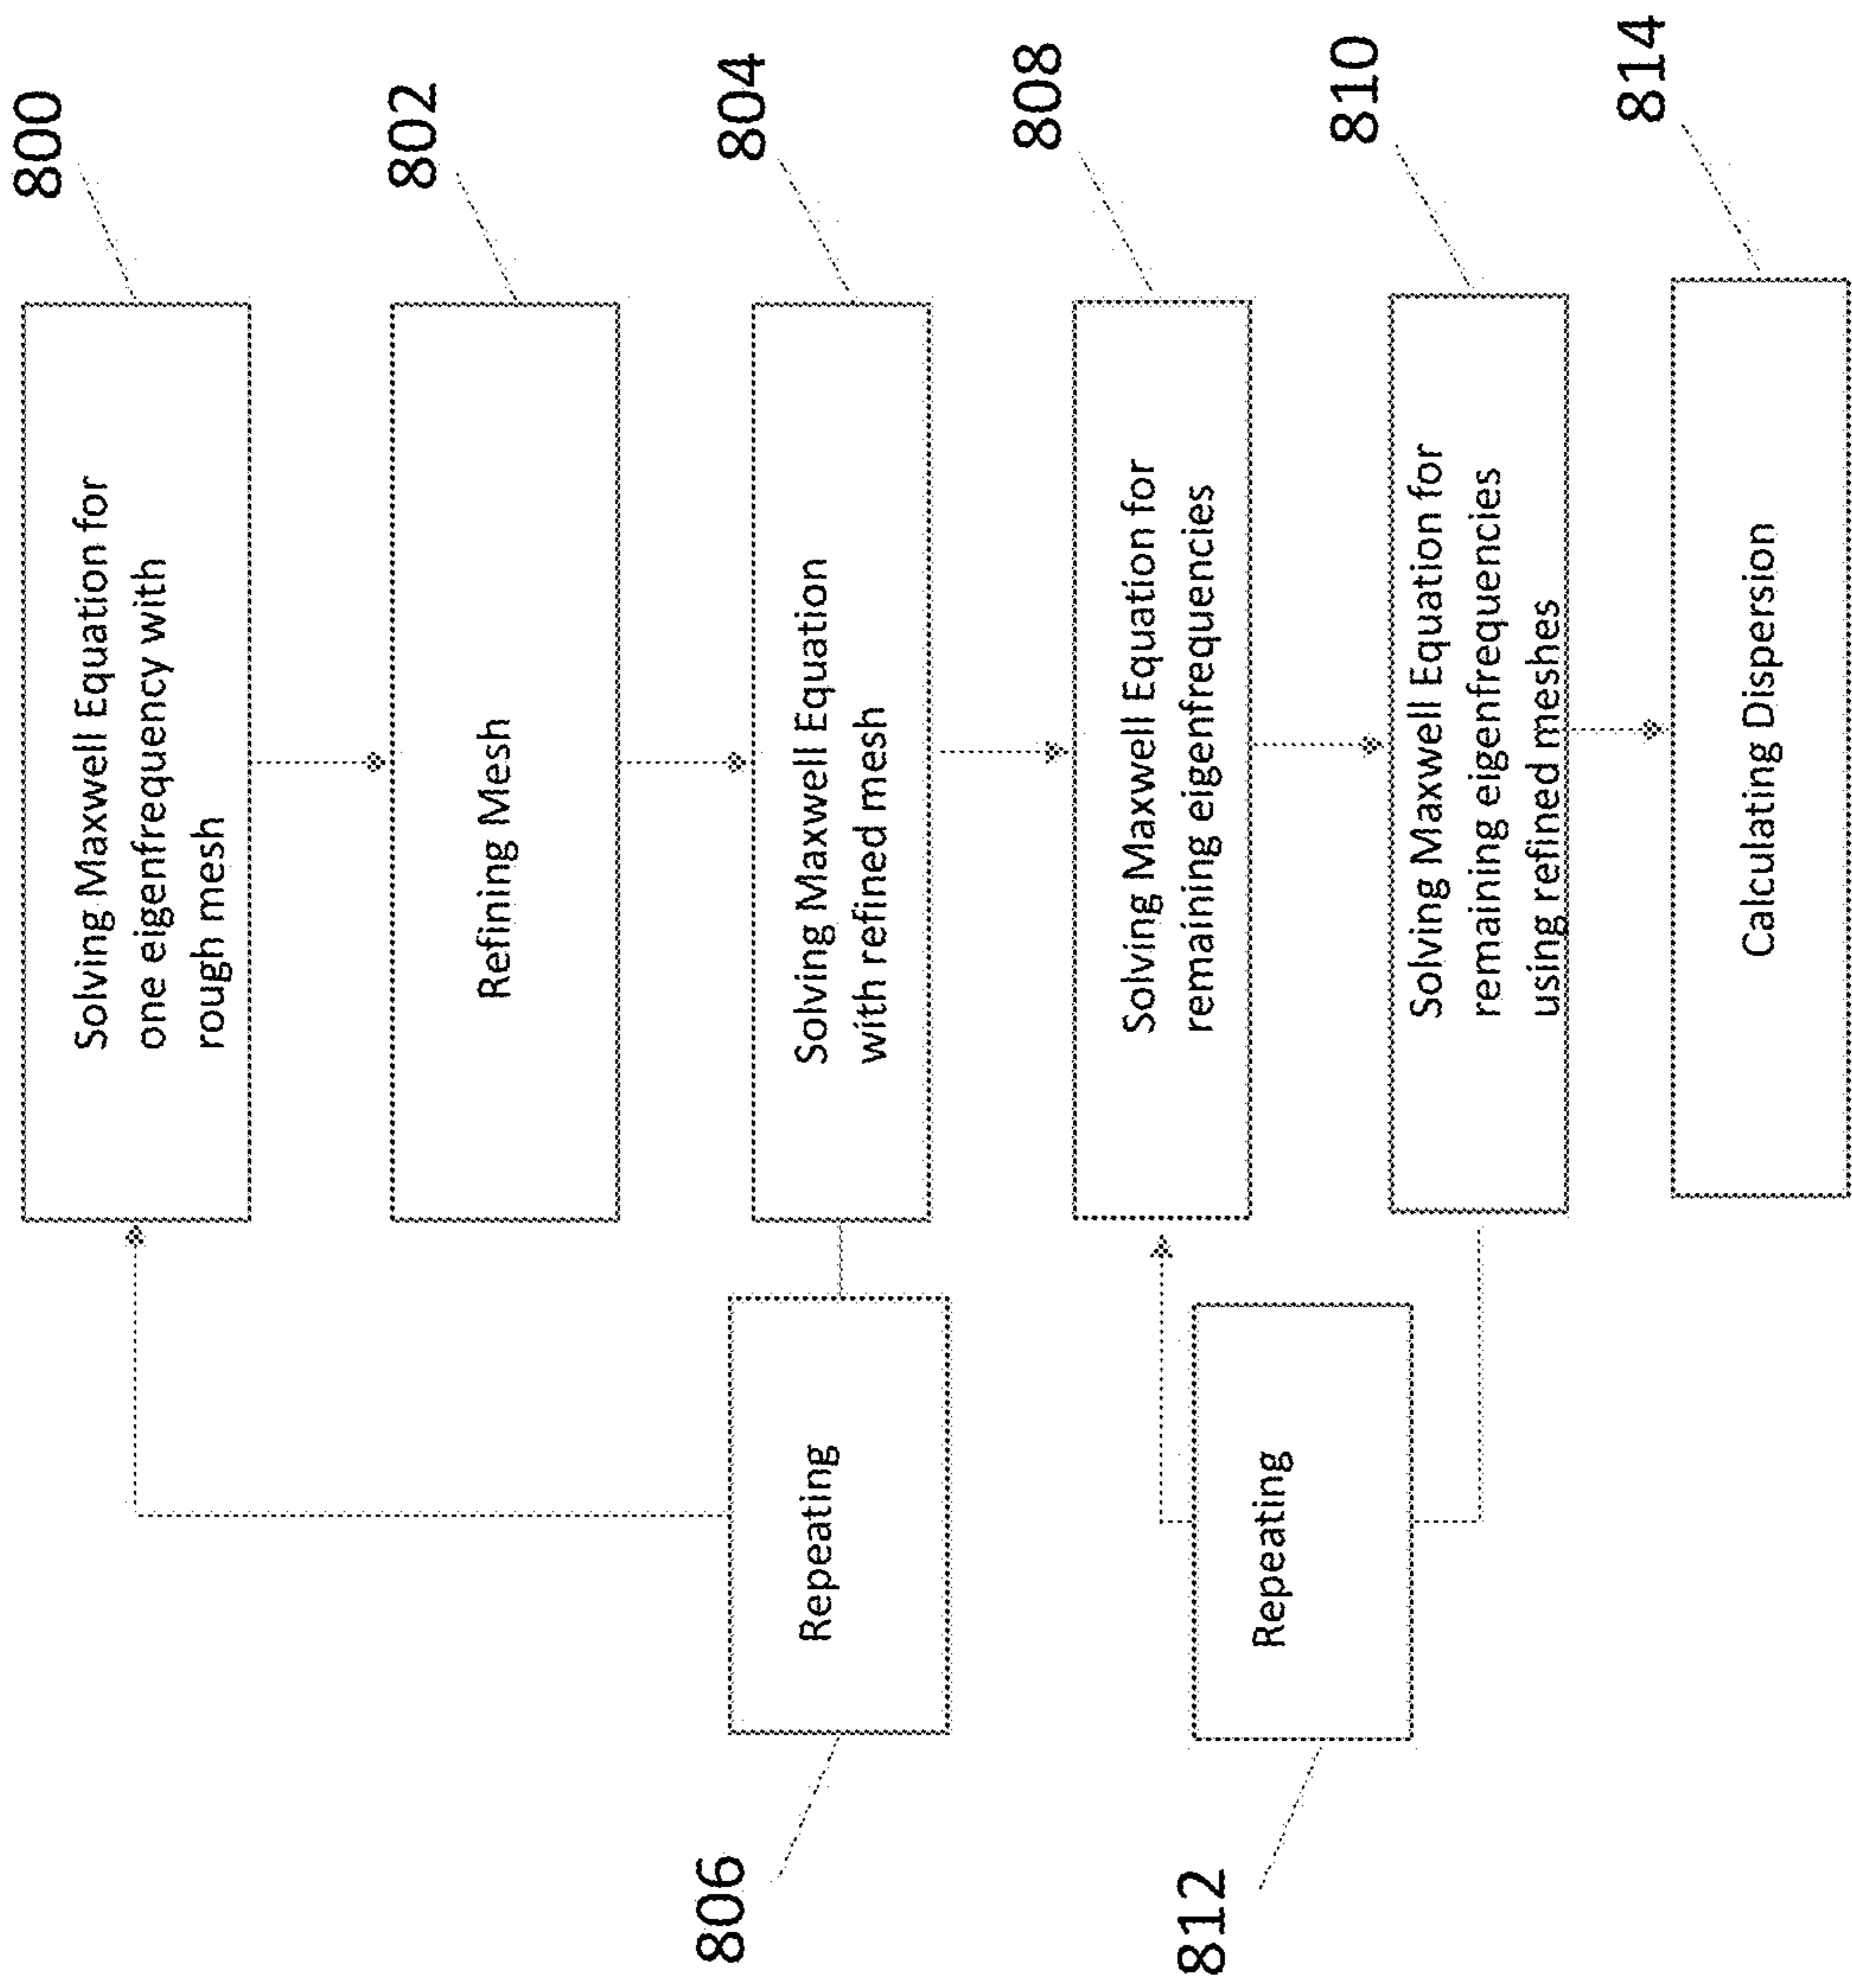 800
Solving Maxwell Equation for
one eigenfrequency with
rough mesh
802
Refining Mesh
804
Solving Maxwell Equation
with refined mesh
806
Repeating
808
Solving Maxwell Equation for
remaining eigenfrequencies
810
Solving Maxwell Equation for
remaining eigenfrequencies
using refined meshes
812
Repeating
814
Calculating Dispersion